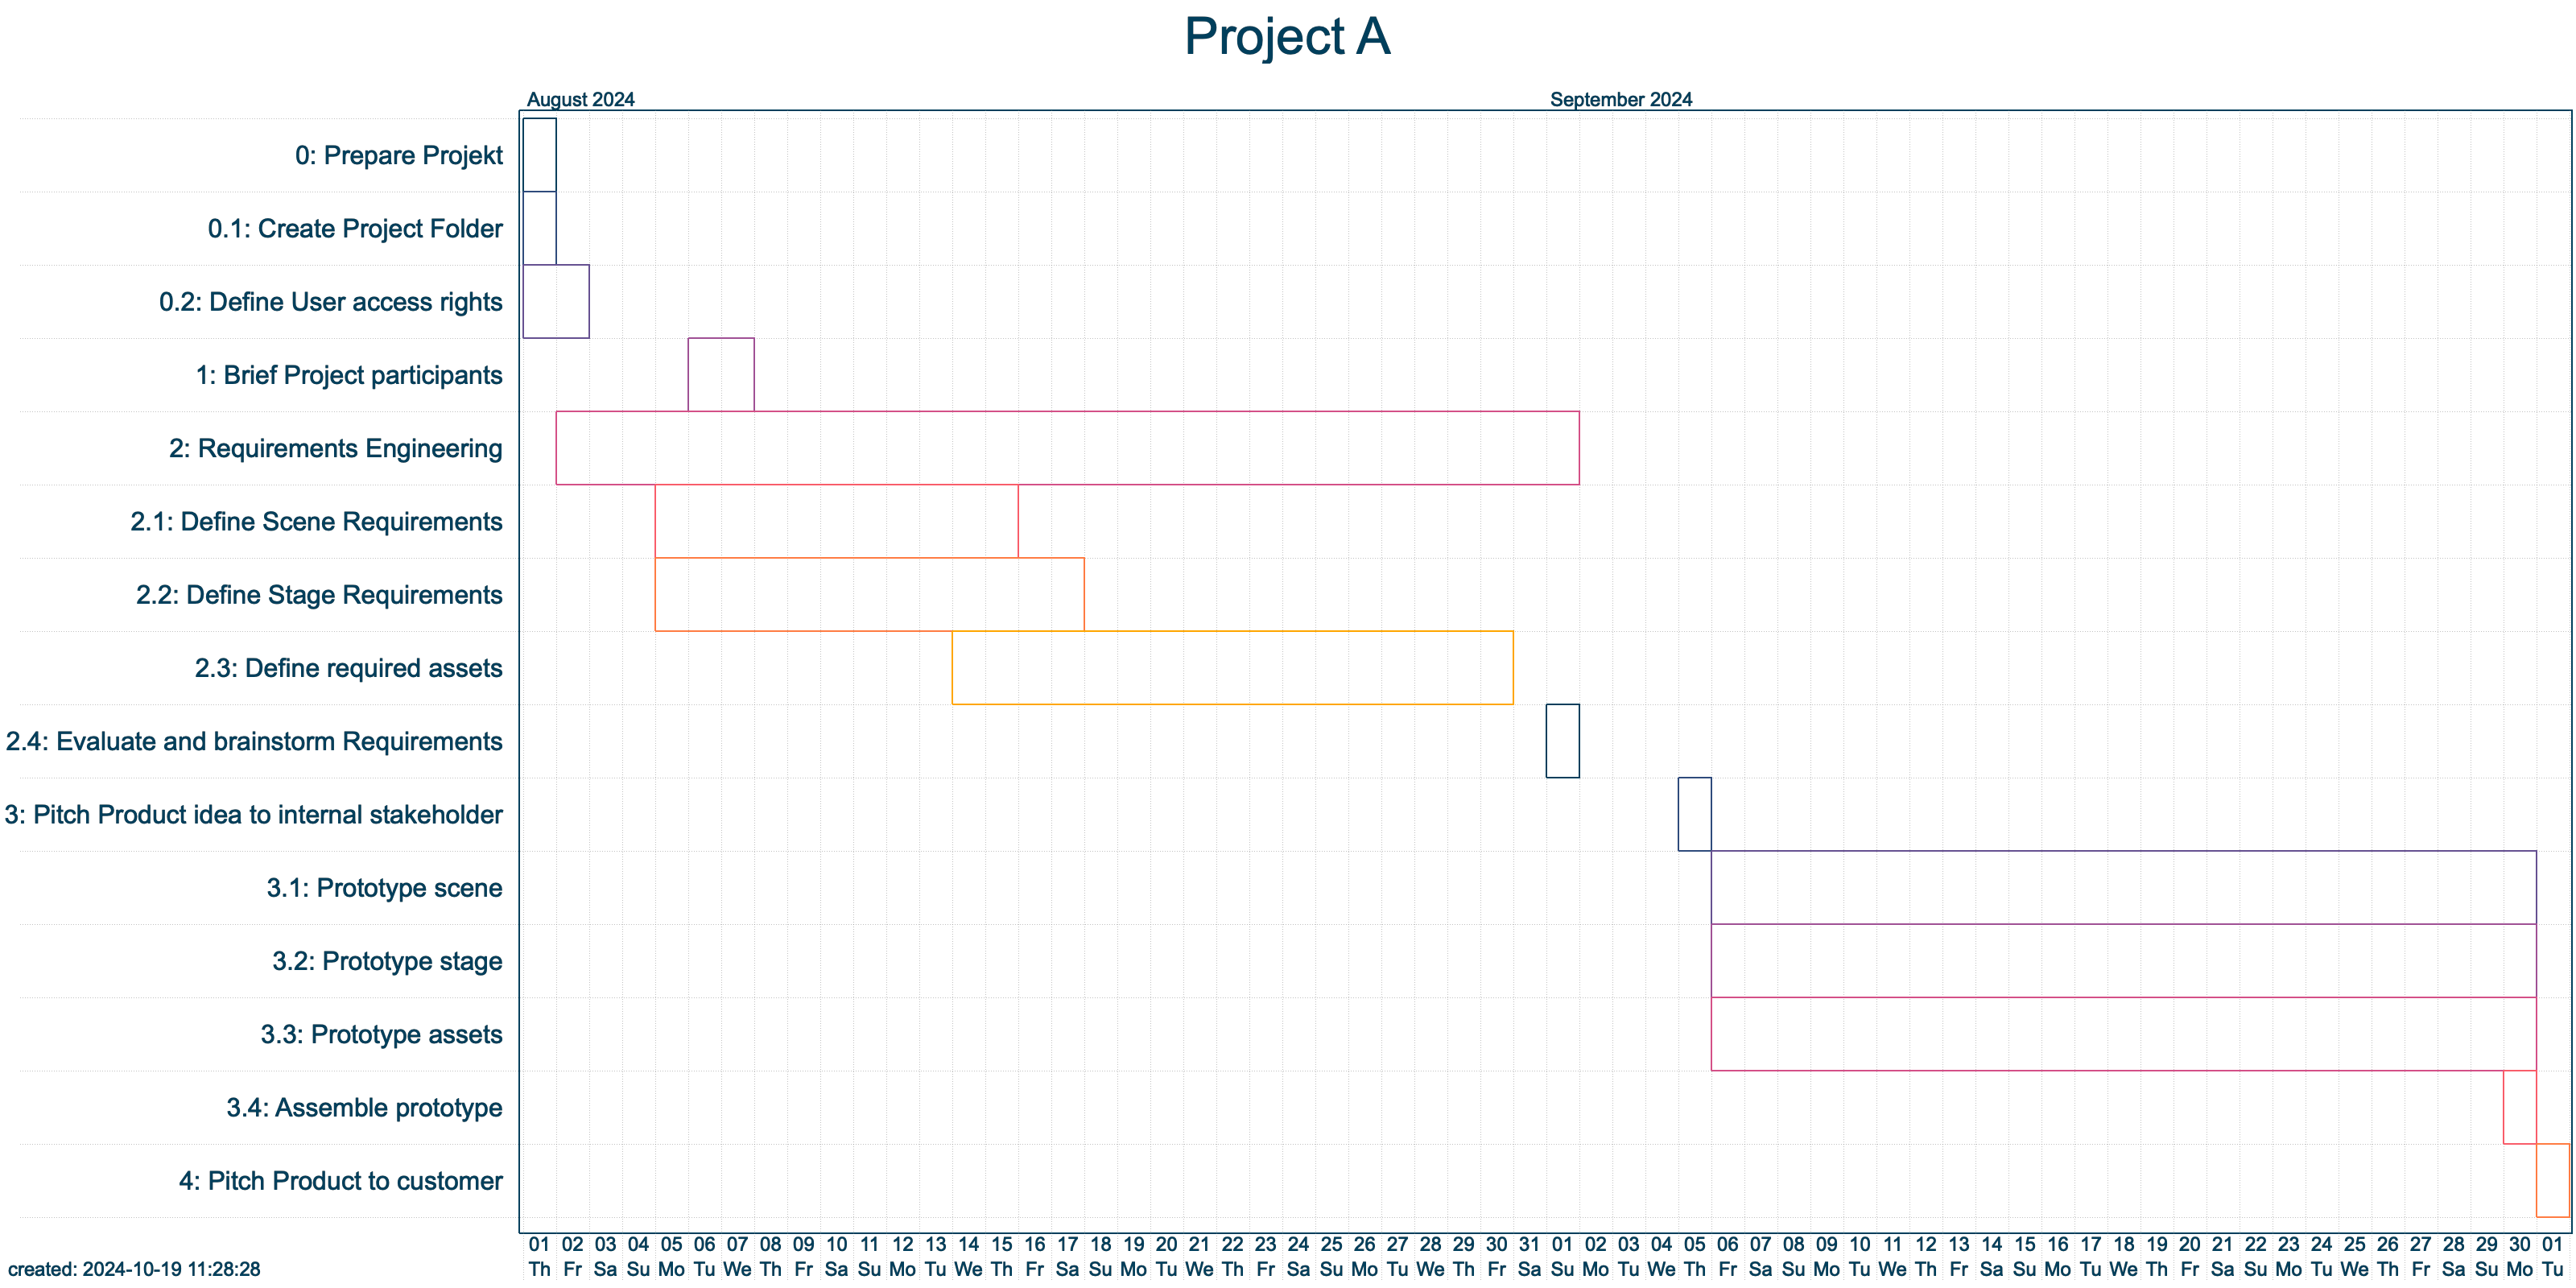 Project A
August 2024 September 2024
0: Prepare Projekt
0.1: Create Project Folder
0.2: Define User access rights
1: Brief Project participants
2: Requirements Engineering
2.1: Define Scene Requirements
2.2: Define Stage Requirements
2.3: Define required assets
2.4: Evaluate and brainstorm Requirements
3: Pitch Product idea to internal stakeholder
3.1: Prototype scene
3.2: Prototype stage
3.3: Prototype assets
3.4: Assemble prototype
4: Pitch Product to customer
01 02 03 04 05 06 07 08 09 10 11 12 13 14 15 16 17 18 19 20 21 22 23 24 25 26 27 28 29 30 31 01 02 03 04 05 06 07 08 09 10 11 12 13 14 15 16 17 18 19 20 21 22 23 24 25 26 27 28 29 30 01
Th Fr Sa Su Mo Tu We Th Fr Sa Su Mo Tu We Th Fr Sa Su Mo Tu We Th Fr Sa Su Mo Tu We Th Fr Sa Su Mo Tu We Th Fr Sa Su Mo Tu We Th Fr Sa Su Mo Tu We Th Fr Sa Su Mo Tu We Th Fr Sa Su Mo Tu
created: 2024-10-19 11:28:28